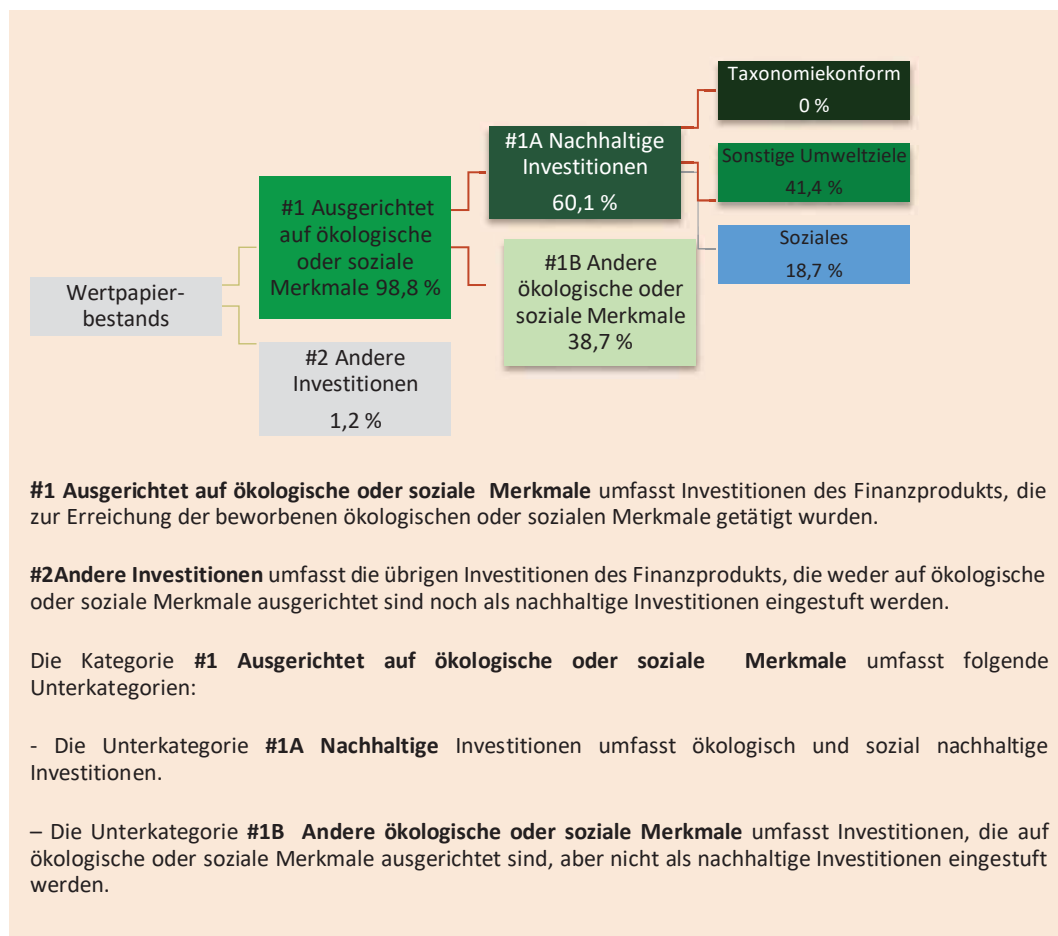 Taxonomiekonform
0 %
#1A Nachhaltige
Investitionen
60,1 %
Sonstige Umweltziele
41,4 %
#1 Ausgerichtet
auf ökologische
oder soziale
Merkmale 98,8 %
Soziales
18,7 %
#1B Andere
ökologische oder
soziale Merkmale
38,7 %
Wertpapier-
bestands
#2 Andere
Investitionen
1,2 %
#1 Ausgerichtet auf ökologische oder soziale Merkmale umfasst Investitionen des Finanzprodukts, die
zur Erreichung der beworbenen ökologischen oder sozialen Merkmale getätigt wurden.
#2Andere Investitionen umfasst die übrigen Investitionen des Finanzprodukts, die weder auf ökologische
oder soziale Merkmale ausgerichtet sind noch als nachhaltige Investitionen eingestuft werden.
Die Kategorie #1 Ausgerichtet auf ökologische oder soziale Merkmale umfasst folgende
Unterkategorien:
- Die Unterkategorie #1A Nachhaltige Investitionen umfasst ökologisch und sozial nachhaltige
Investitionen.
– Die Unterkategorie #1B Andere ökologische oder soziale Merkmale umfasst Investitionen, die auf
ökologische oder soziale Merkmale ausgerichtet sind, aber nicht als nachhaltige Investitionen eingestuft
werden.